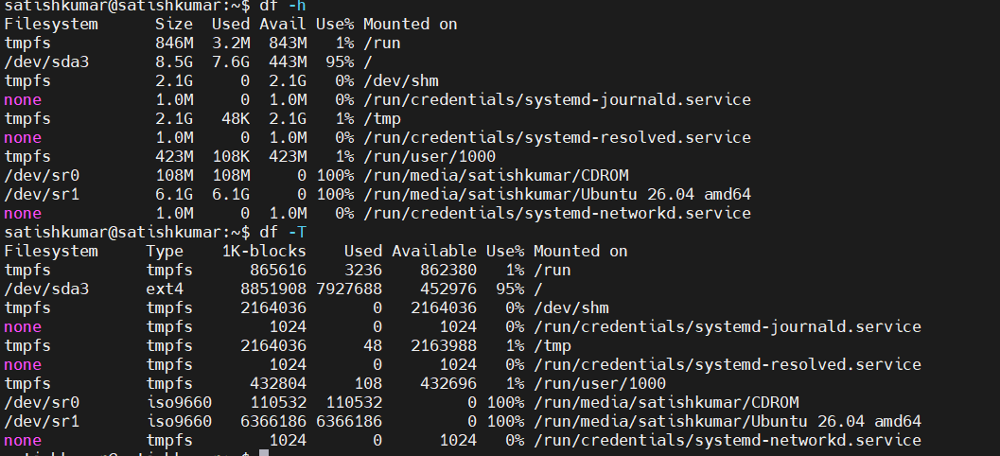 satishkumar@satishkumar:~$ df -h
Filesystem      Size  Used Avail Use% Mounted on
tmpfs           846M  3.2M  843M   1% /run
/dev/sda3       8.5G  7.6G  443M  95% /
tmpfs           2.1G     0  2.1G   0% /dev/shm
none            1.0M     0  1.0M   0% /run/credentials/systemd-journald.service
tmpfs           2.1G   48K  2.1G   1% /tmp
none            1.0M     0  1.0M   0% /run/credentials/systemd-resolved.service
tmpfs           423M  108K  423M   1% /run/user/1000
/dev/sr0        108M  108M     0 100% /run/media/satishkumar/CDROM
/dev/sr1        6.1G  6.1G     0 100% /run/media/satishkumar/Ubuntu 26.04 amd64
none            1.0M     0  1.0M   0% /run/credentials/systemd-networkd.service
satishkumar@satishkumar:~$ df -T
Filesystem     Type    1K-blocks    Used Available Use% Mounted on
tmpfs          tmpfs      865616    3236    862380   1% /run
/dev/sda3      ext4      8851908 7927688    452976  95% /
tmpfs          tmpfs     2164036       0   2164036   0% /dev/shm
none           tmpfs        1024       0      1024   0% /run/credentials/systemd-journald.service
tmpfs          tmpfs     2164036      48   2163988   1% /tmp
none           tmpfs        1024       0      1024   0% /run/credentials/systemd-resolved.service
tmpfs          tmpfs      432804     108    432696   1% /run/user/1000
/dev/sr0       iso9660    110532  110532         0 100% /run/media/satishkumar/CDROM
/dev/sr1       iso9660   6366186 6366186         0 100% /run/media/satishkumar/Ubuntu 26.04 amd64
none           tmpfs        1024       0      1024   0% /run/credentials/systemd-networkd.service
satishkumar@satishkumar:~$